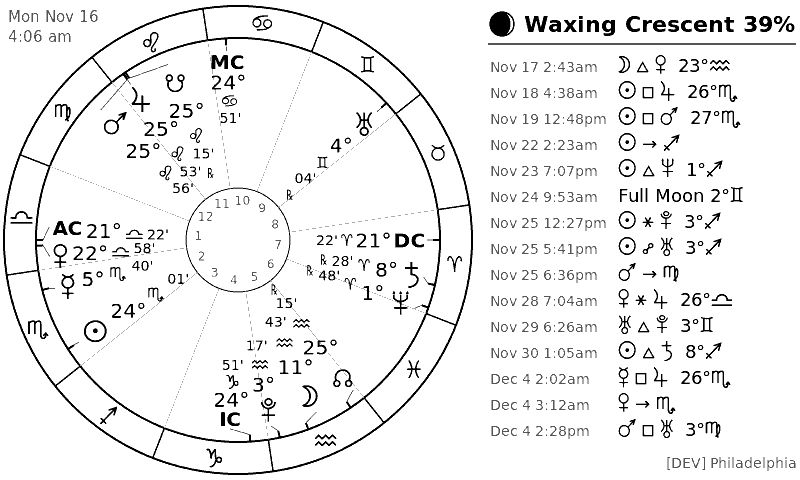 Mon Nov 16
4:06 am
MC
24°
♋
51'
♃ ☋
25°
♌
15'
♂ 25°
♌
53' ℞
25°
♌
56'
♅ 4°
♊
04'
℞
AC 21° ♎ 22'
♀ 22° ♎ 58'
☿ 5° ♏ 40'
☉ 24° ♏ 01'
22' ♈ 21° DC
℞ 28' ♈ 8° ♄
℞ 48' ♈ 1° ♆
℞
15'
43' ♒
17' ♒ 25° ☊
51' ♒ 11° ☽
♑ 3° ♇
24°
IC
12 11 10 9 8 7 6 5 4 3 2 1
♋ ♊ ♉ ♈ ♓ ♒ ♑ ♐ ♏ ♎ ♍ ♌
Waxing Crescent 39%
Nov 17 2:43am ☽ △ ♀ 23°♒
Nov 18 4:38am ☉ □ ♃ 26°♏
Nov 19 12:48pm ☉ □ ♂ 27°♏
Nov 22 2:23am ☉ → ♐
Nov 23 7:07pm ☉ △ ♆ 1°♐
Nov 24 9:53am Full Moon 2°♊
Nov 25 12:27pm ☉ ⚹ ♇ 3°♐
Nov 25 5:41pm ☉ ☍ ♅ 3°♐
Nov 25 6:36pm ♂ → ♍
Nov 28 7:04am ♀ ⚹ ♃ 26°♎
Nov 29 6:26am ♅ △ ♇ 3°♊
Nov 30 1:05am ☉ △ ♄ 8°♐
Dec 4 2:02am ☿ □ ♃ 26°♏
Dec 4 3:12am ♀ → ♏
Dec 4 2:28pm ♂ □ ♅ 3°♍
[DEV] Philadelphia